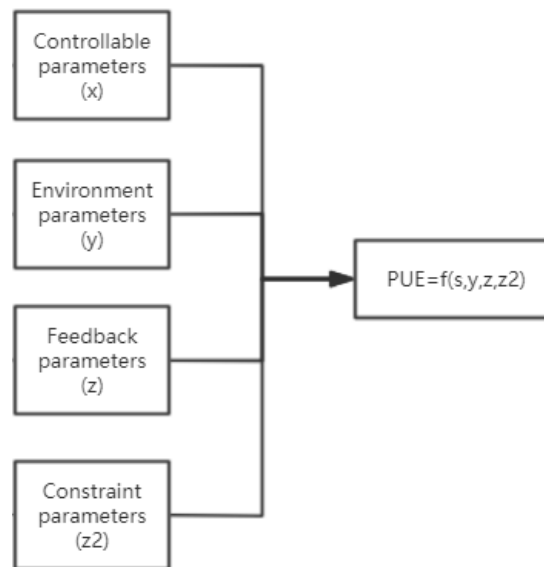 Controllable
parameters
(x)
Environment
parameters
(y)
Feedback
parameters
(z)
Constraint
parameters
(z2)
PUE=f(s,y,z,z2)